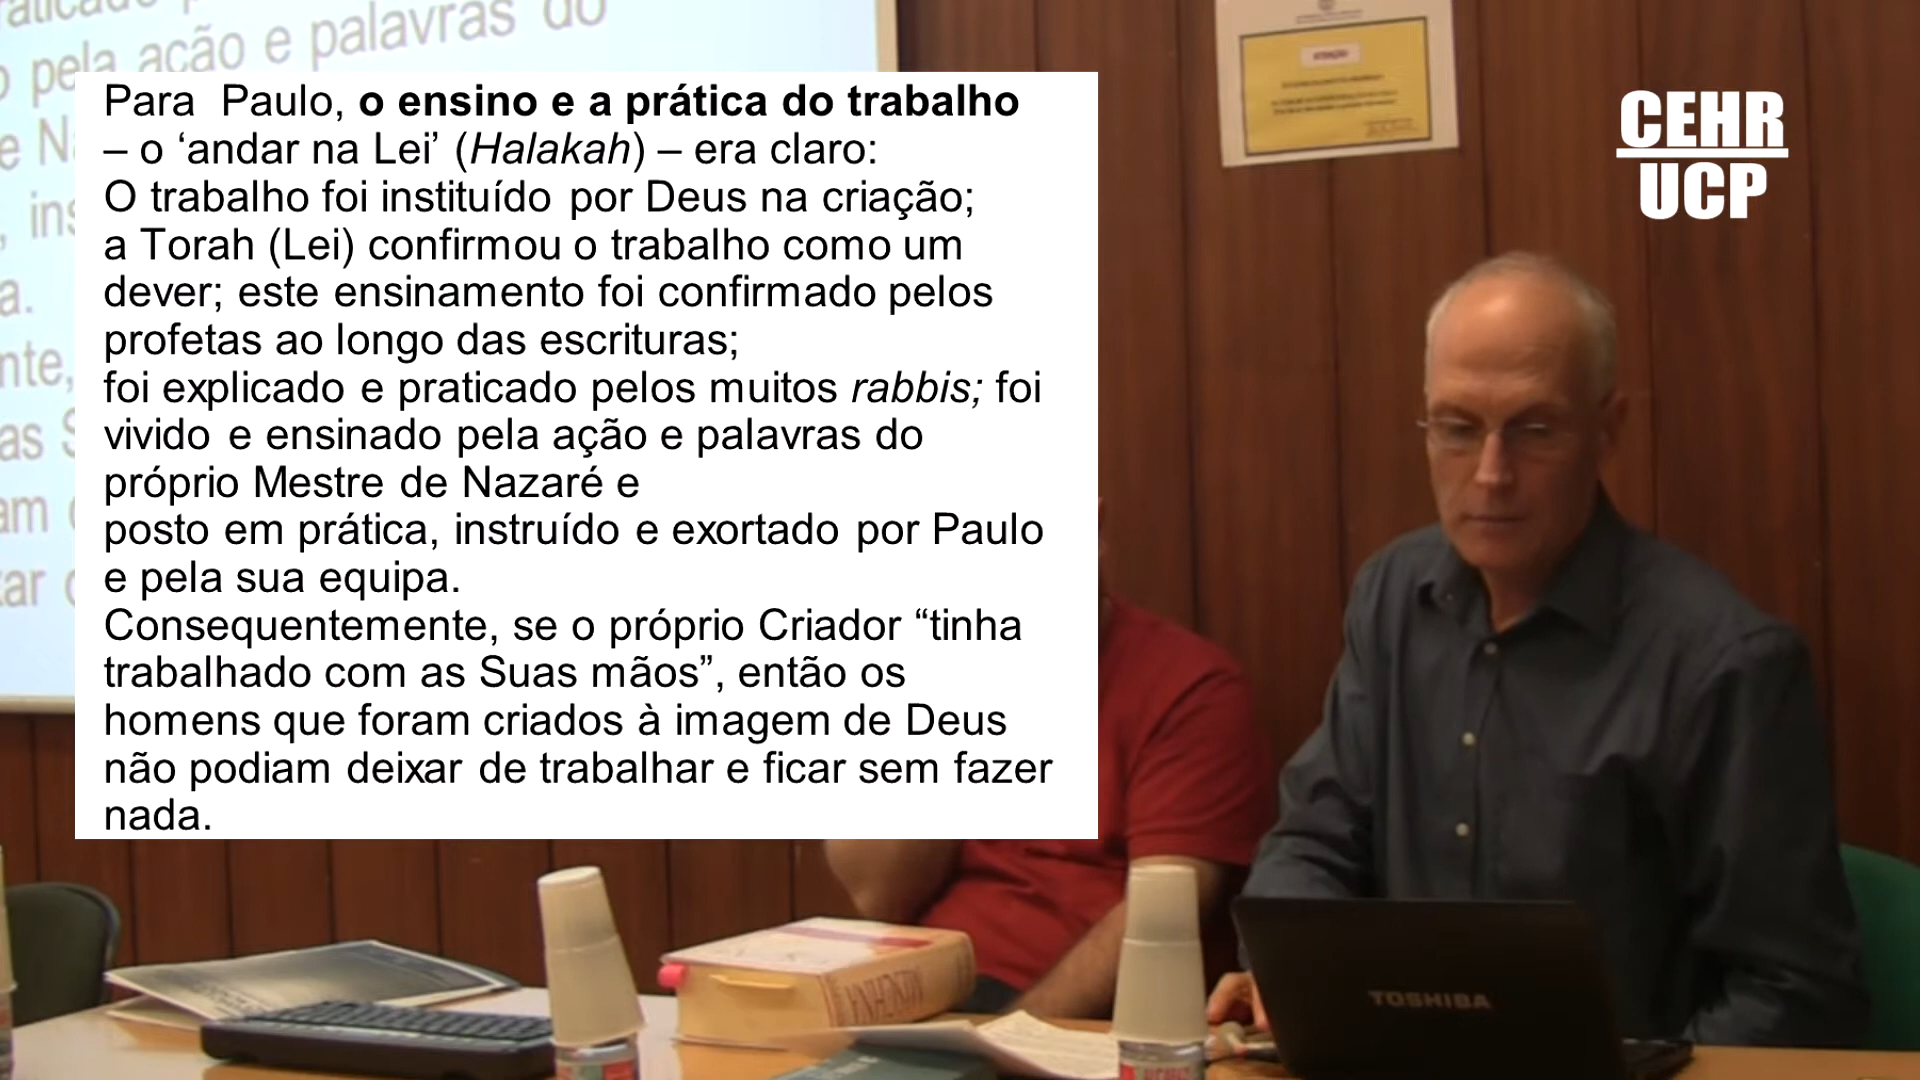 Para Paulo, o ensino e a prática do trabalho
– o ‘andar na Lei’ (Halakah) – era claro:
O trabalho foi instituído por Deus na criação;
a Torah (Lei) confirmou o trabalho como um
dever; este ensinamento foi confirmado pelos
profetas ao longo das escrituras;
foi explicado e praticado pelos muitos rabbis; foi
vivido e ensinado pela ação e palavras do
próprio Mestre de Nazaré e
posto em prática, instruído e exortado por Paulo
e pela sua equipa.
Consequentemente, se o próprio Criador “tinha
trabalhado com as Suas mãos”, então os
homens que foram criados à imagem de Deus
não podiam deixar de trabalhar e ficar sem fazer
nada.
pela ação e palavras do
CEHR
UCP
TOSHIBA